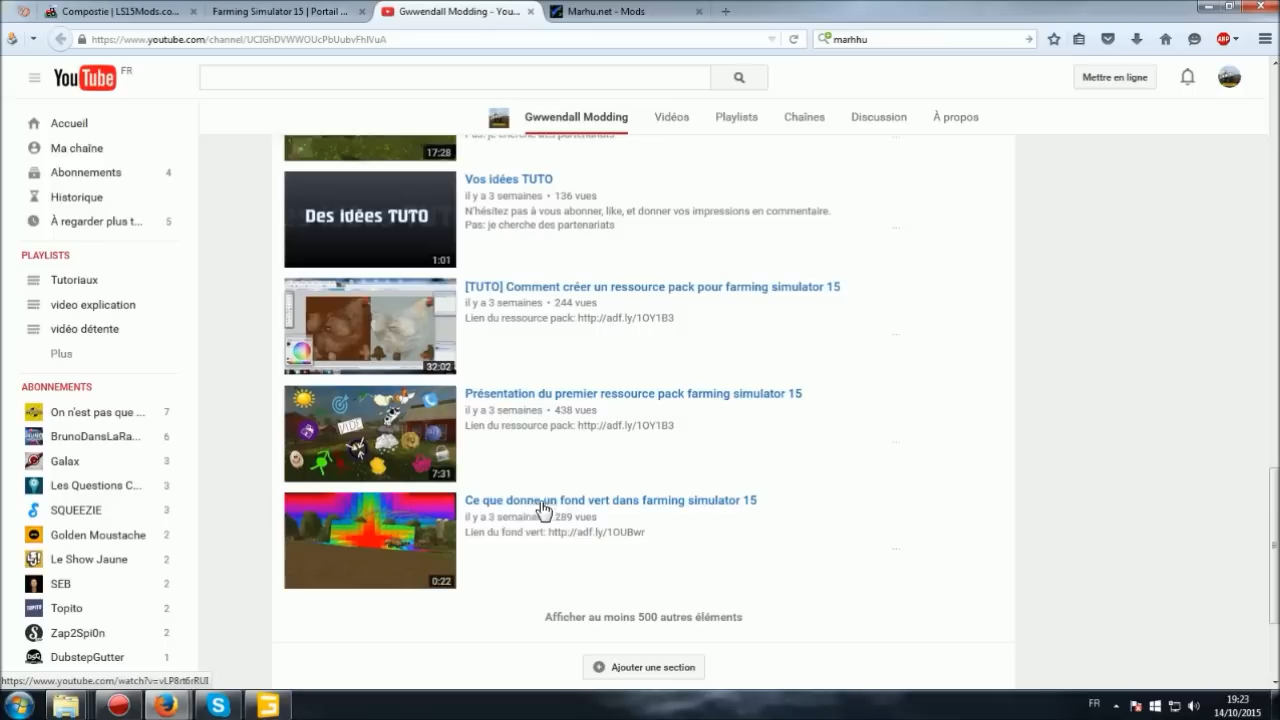 Compostie | LS15Mods.co... ×
Farming Simulator 15 | Portail ... ×
Gwwendall Modding - You... ×
Marhu.net - Mods ×
https://www.youtube.com/channel/UCIGhDVWWOUcPbUubvFhIVuA
marhhu
YouTube FR
Mettre en ligne
Gwwendall Modding
Vidéos
Playlists
Chaînes
Discussion
À propos
Accueil
Ma chaîne
Abonnements 4
Historique
À regarder plus t... 5
PLAYLISTS
Tutoriaux
video explication
vidéo détente
Plus
ABONNEMENTS
On n'est pas que ... 7
BrunoDansLaRa... 6
Galax 3
Les Questions C... 3
SQUEEZIE 3
Golden Moustache 2
Le Show Jaune 2
SEB 2
Topito 2
Zap2Spi0n 2
DubstepGutter 1
Pas: je cherche des partenariats
17:28
Des idées TUTO
1:01
Vos idées TUTO
il y a 3 semaines • 136 vues
N'hésitez pas à vous abonner, like, et donner vos impressions en commentaire.
Pas: je cherche des partenariats
32:02
[TUTO] Comment créer un ressource pack pour farming simulator 15
il y a 3 semaines • 244 vues
Lien du ressource pack: http://adf.ly/1OY1B3
7:31
Présentation du premier ressource pack farming simulator 15
il y a 3 semaines • 438 vues
Lien du ressource pack: http://adf.ly/1OY1B3
0:22
Ce que donne un fond vert dans farming simulator 15
il y a 3 semaines 289 vues
Lien du fond vert: http://adf.ly/1OUBwr
Afficher au moins 500 autres éléments
Ajouter une section
https://www.youtube.com/watch?v=vLP8rt6rRUI
FR
19:23
14/10/2015